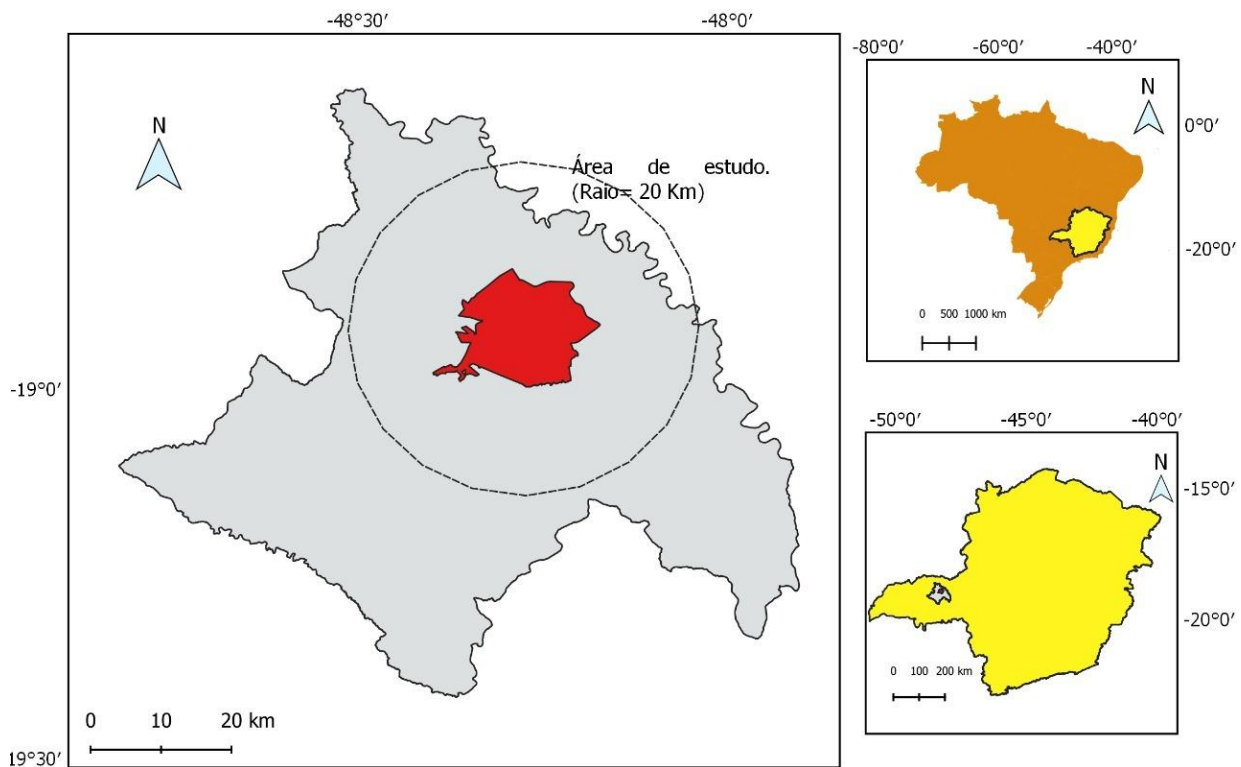 -48°30′ -48°0′
N
Área de estudo.
(Raio= 20 Km)
-19°0′
0 10 20 km
19°30′
-80°0′ -60°0′ -40°0′
N
0°0′
-20°0′
0 500 1000 km
-50°0′ -45°0′ -40°0′
N
-15°0′
-20°0′
0 100 200 km